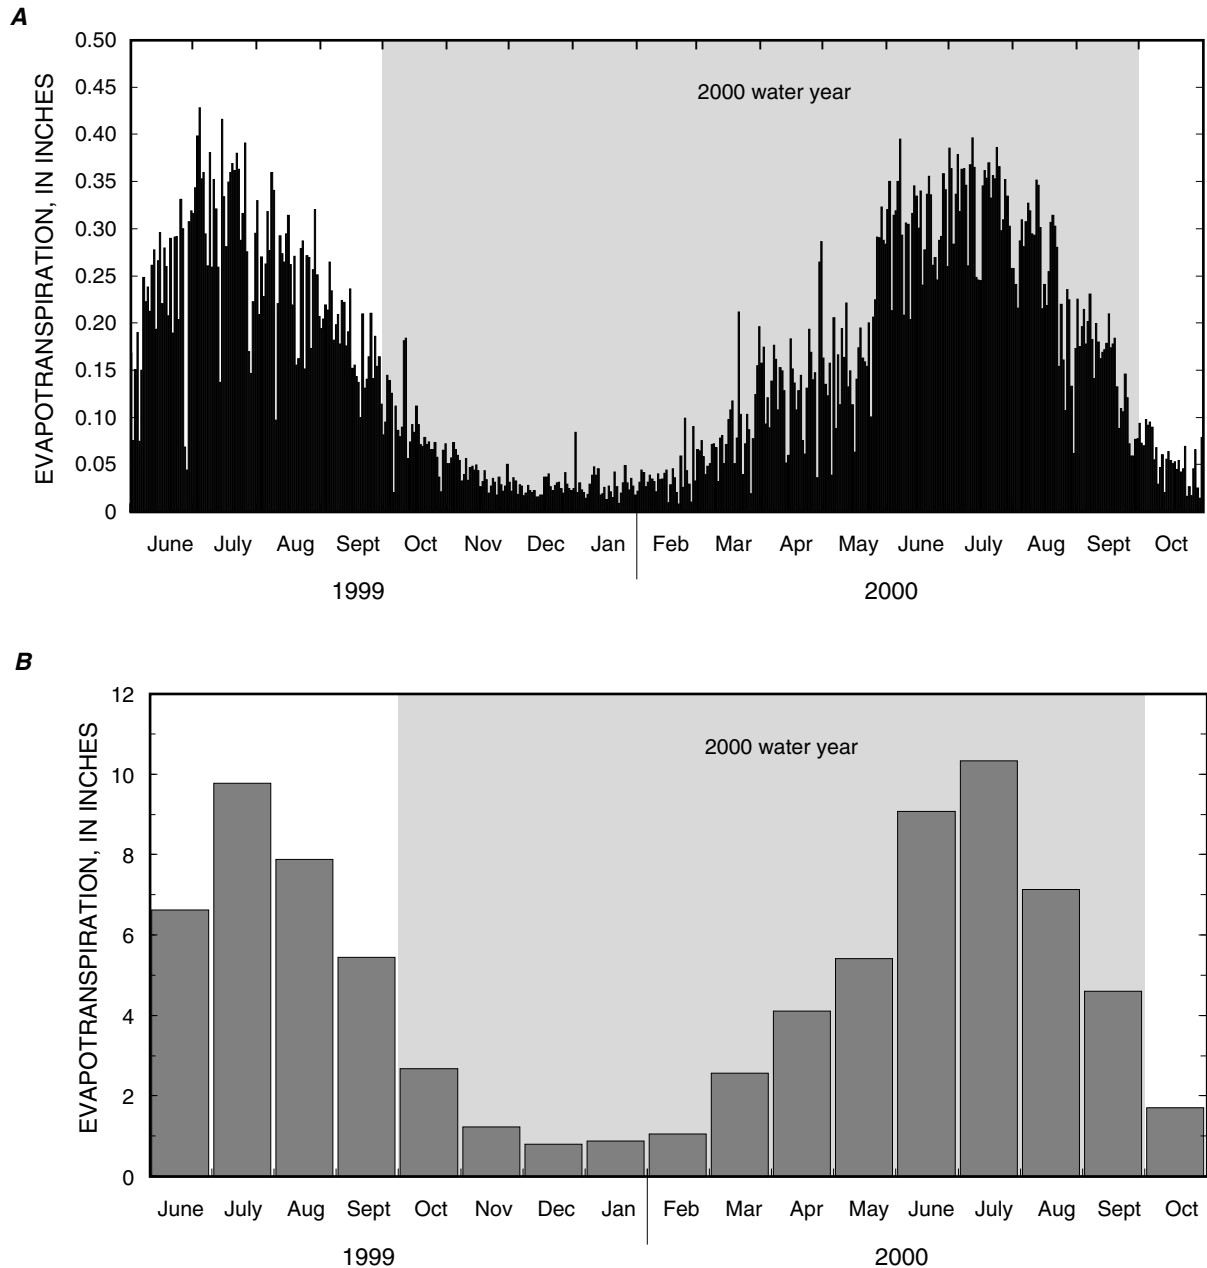 A
EVAPOTRANSPIRATION, IN INCHES
0.50
0.45
0.40
0.35
0.30
0.25
0.20
0.15
0.10
0.05
0
2000 water year
June July Aug Sept Oct Nov Dec Jan Feb Mar Apr May June July Aug Sept Oct
1999 2000
B
EVAPOTRANSPIRATION, IN INCHES
12
10
8
6
4
2
0
2000 water year
June July Aug Sept Oct Nov Dec Jan Feb Mar Apr May June July Aug Sept Oct
1999 2000